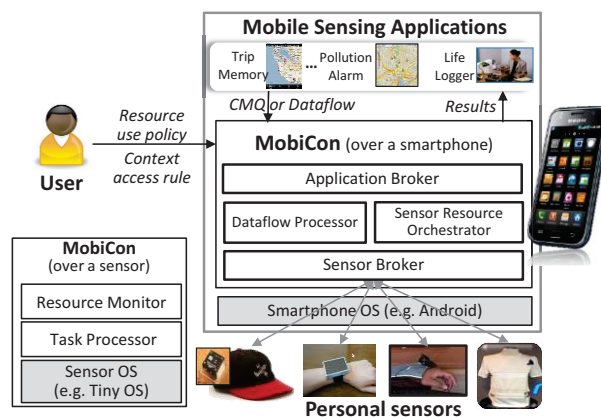 Mobile Sensing Applications
Trip
Memory
...
Pollution
Alarm
Life
Logger
CMQ or Dataflow
Results
Resource
use policy
Context
access rule
User
MobiCon (over a smartphone)
Application Broker
Dataflow Processor
Sensor Resource
Orchestrator
Sensor Broker
Smartphone OS (e.g. Android)
MobiCon
(over a sensor)
Resource Monitor
Task Processor
Sensor OS
(e.g. Tiny OS)
Personal sensors